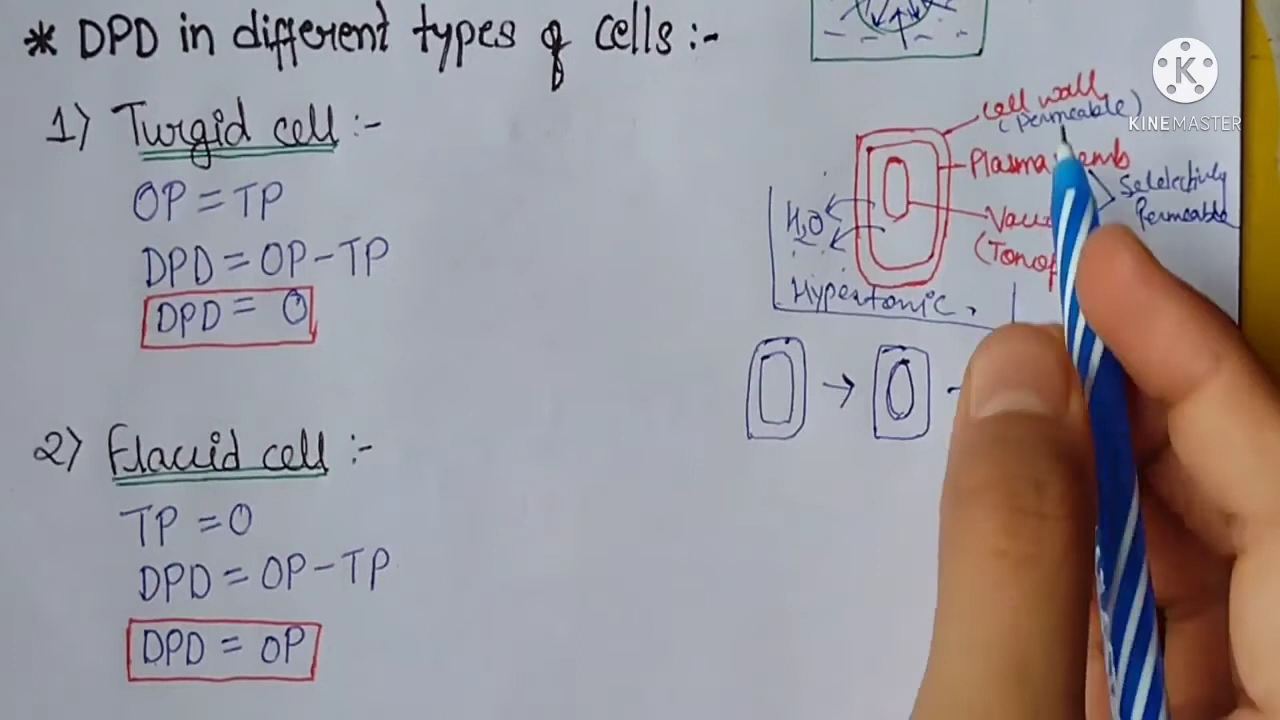 * DPD in different types of cells :-
1) Turgid cell :-
OP = TP
DPD = OP - TP
DPD = 0
2) Flaccid cell :-
TP = 0
DPD = OP - TP
DPD = OP
Cell wall
(Permeable)
Plasma
Selectively
Permeable
H2O
Hypertonic
K
KINEMASTER